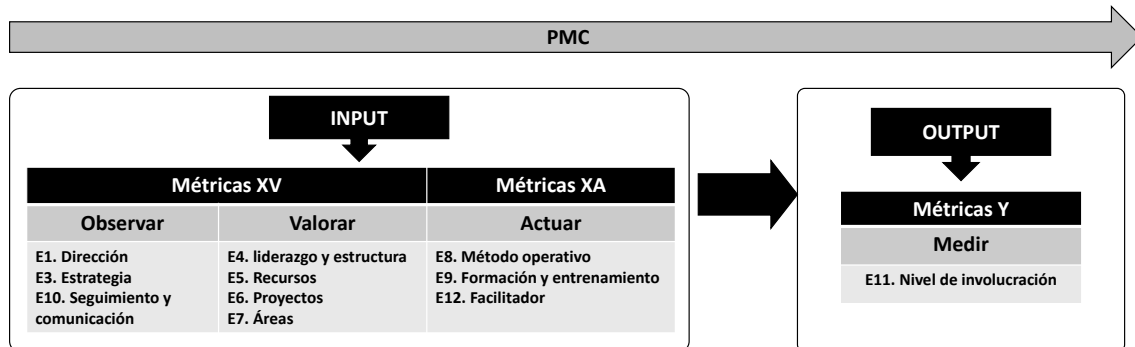 PMC
INPUT
Métricas XV
Métricas XA
Observar
Valorar
Actuar
E1. Dirección
E3. Estrategia
E10. Seguimiento y
comunicación
E4. liderazgo y estructura
E5. Recursos
E6. Proyectos
E7. Áreas
E8. Método operativo
E9. Formación y entrenamiento
E12. Facilitador
OUTPUT
Métricas Y
Medir
E11. Nivel de involucración